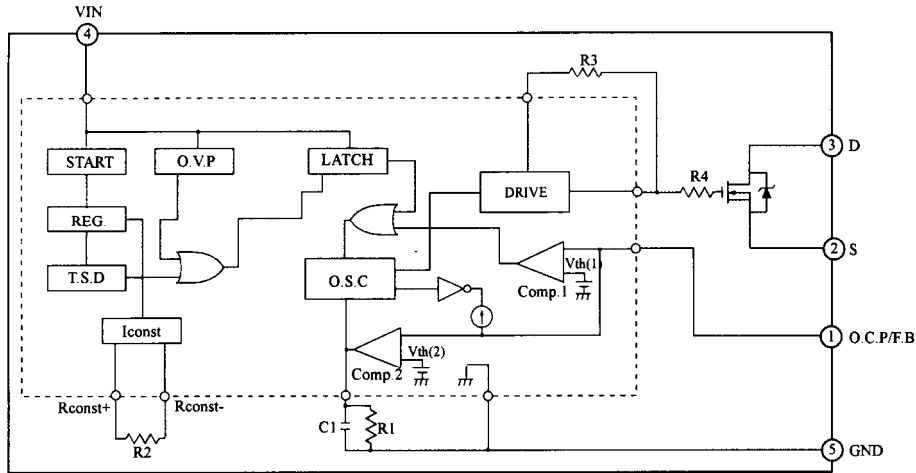 VIN
4
R3
START
O.V.P
LATCH
DRIVE
R4
3 D
REG.
2 S
T.S.D
O.S.C
Vth(1)
Comp.1
Iconst
Vth(2)
Comp.2
1 O.C.P/F.B
Rconst+
Rconst-
R2
C1
R1
5 GND